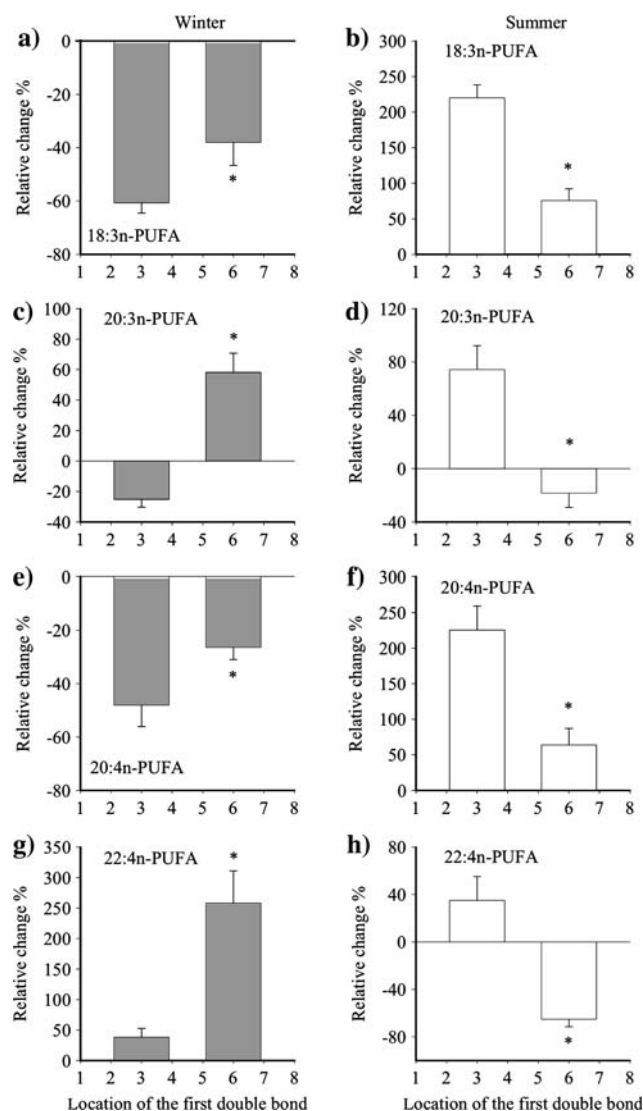 Winter
Summer
a)
0
-20
-40
-60
-80
Relative change %
*
18:3n-PUFA
1 2 3 4 5 6 7 8
b)
300
250
200
150
100
50
0
Relative change %
18:3n-PUFA
*
1 2 3 4 5 6 7 8
c)
100
80
60
40
20
0
-20
-40
Relative change %
20:3n-PUFA
*
1 2 3 4 5 6 7 8
d)
120
80
40
0
-40
Relative change %
20:3n-PUFA
*
1 2 3 4 5 6 7 8
e)
0
-20
-40
-60
-80
Relative change %
*
20:4n-PUFA
1 2 3 4 5 6 7 8
f)
300
250
200
150
100
50
0
Relative change %
20:4n-PUFA
*
1 2 3 4 5 6 7 8
g)
350
300
250
200
150
100
50
0
Relative change %
22:4n-PUFA
*
1 2 3 4 5 6 7 8
Location of the first double bond
h)
80
40
0
-40
-80
Relative change %
22:4n-PUFA
*
1 2 3 4 5 6 7 8
Location of the first double bond